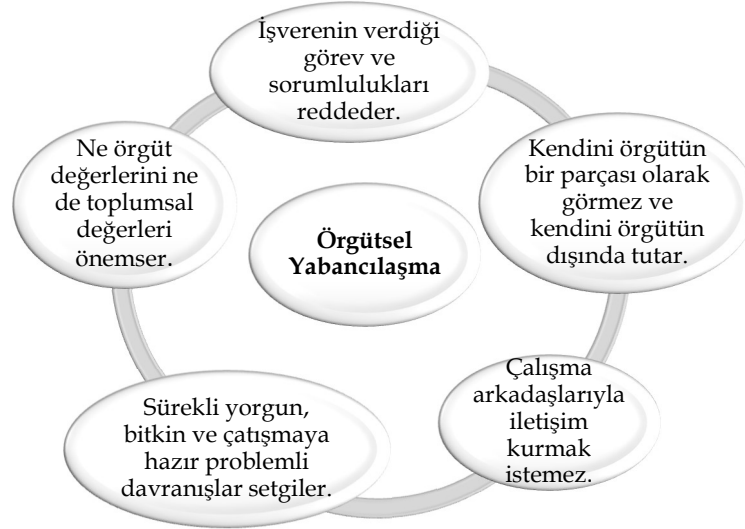 İşverenin verdiği
görev ve
sorumlulukları
reddeder.
Kendini örgütün
bir parçası olarak
görmez ve
kendini örgütün
dışında tutar.
Çalışma
arkadaşlarıyla
iletişim
kurmak
istemez.
Sürekli yorgun,
bitkin ve çatışmaya
hazır problemli
davranışlar setgiler.
Ne örgüt
değerlerini ne
de toplumsal
değerleri
önemser.
Örgütsel
Yabancılaşma